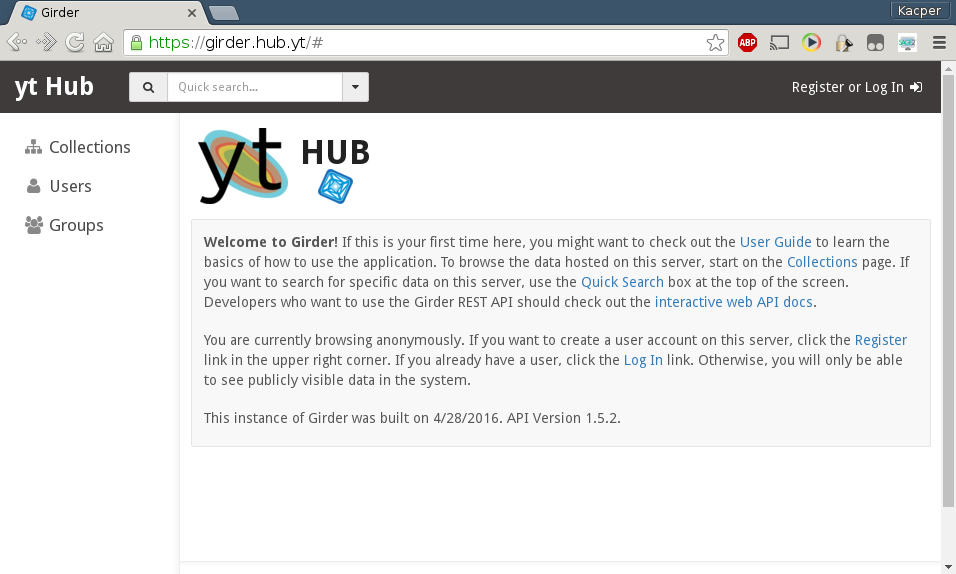 Girder
Kacper
https://girder.hub.yt/#
ABP
yt Hub
Quick search...
Register or Log In
Collections
Users
Groups
yt HUB
Welcome to Girder! If this is your first time here, you might want to check out the User Guide to learn the
basics of how to use the application. To browse the data hosted on this server, start on the Collections page. If
you want to search for specific data on this server, use the Quick Search box at the top of the screen.
Developers who want to use the Girder REST API should check out the interactive web API docs.
You are currently browsing anonymously. If you want to create a user account on this server, click the Register
link in the upper right corner. If you already have a user, click the Log In link. Otherwise, you will only be able
to see publicly visible data in the system.
This instance of Girder was built on 4/28/2016. API Version 1.5.2.